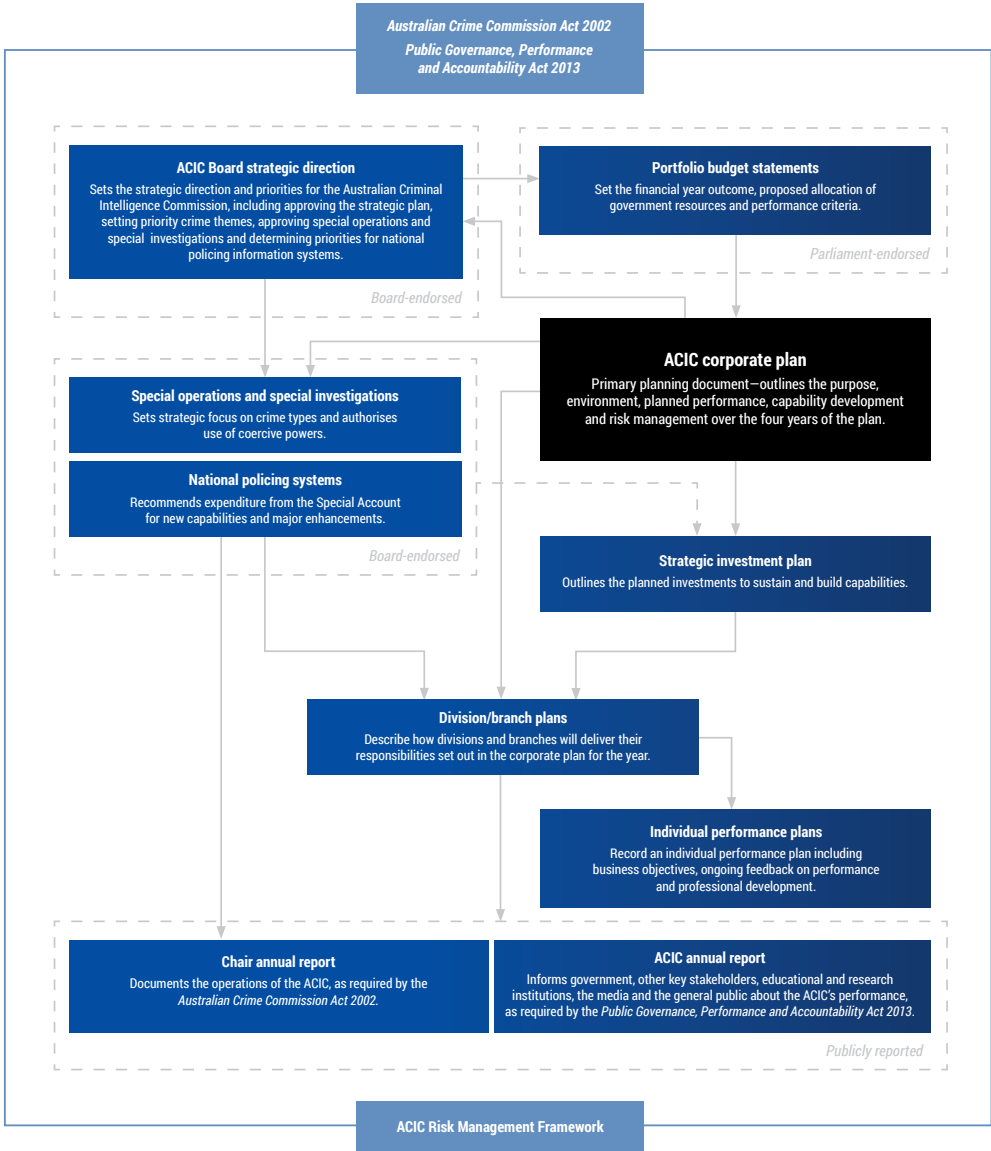 Australian Crime Commission Act 2002
Public Governance, Performance
and Accountability Act 2013
ACIC Board strategic direction
Sets the strategic direction and priorities for the Australian Criminal
Intelligence Commission, including approving the strategic plan,
setting priority crime themes, approving special operations and
special investigations and determining priorities for national
policing information systems.
Board-endorsed
Portfolio budget statements
Set the financial year outcome, proposed allocation of
government resources and performance criteria.
Parliament-endorsed
ACIC corporate plan
Primary planning document—outlines the purpose,
environment, planned performance, capability development
and risk management over the four years of the plan.
Special operations and special investigations
Sets strategic focus on crime types and authorises
use of coercive powers.
National policing systems
Recommends expenditure from the Special Account
for new capabilities and major enhancements.
Board-endorsed
Strategic investment plan
Outlines the planned investments to sustain and build capabilities.
Division/branch plans
Describe how divisions and branches will deliver their
responsibilities set out in the corporate plan for the year.
Individual performance plans
Record an individual performance plan including
business objectives, ongoing feedback on performance
and professional development.
Chair annual report
Documents the operations of the ACIC, as required by the
Australian Crime Commission Act 2002.
ACIC annual report
Informs government, other key stakeholders, educational and research
institutions, the media and the general public about the ACIC's performance,
as required by the Public Governance, Performance and Accountability Act 2013.
Publicly reported
ACIC Risk Management Framework